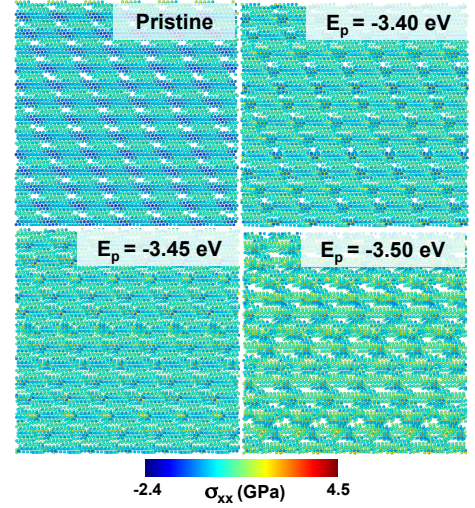 Pristine
E_p = -3.40 eV
E_p = -3.45 eV
E_p = -3.50 eV
-2.4 σ_xx (GPa) 4.5